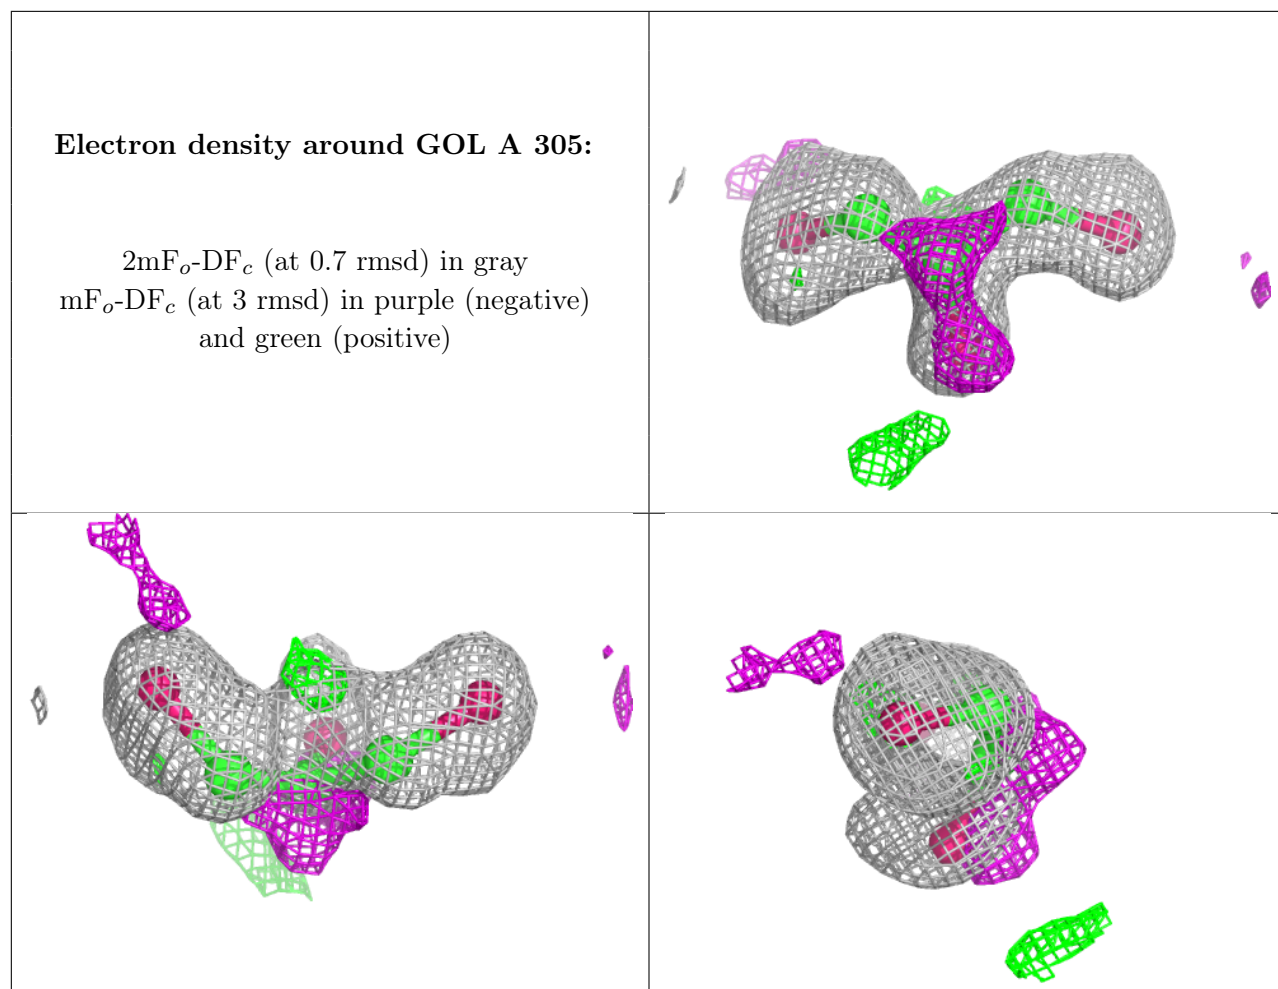 Electron density around GOL A 305:
2mFₒ-DF𝑐 (at 0.7 rmsd) in gray
mFₒ-DF𝑐 (at 3 rmsd) in purple (negative)
and green (positive)